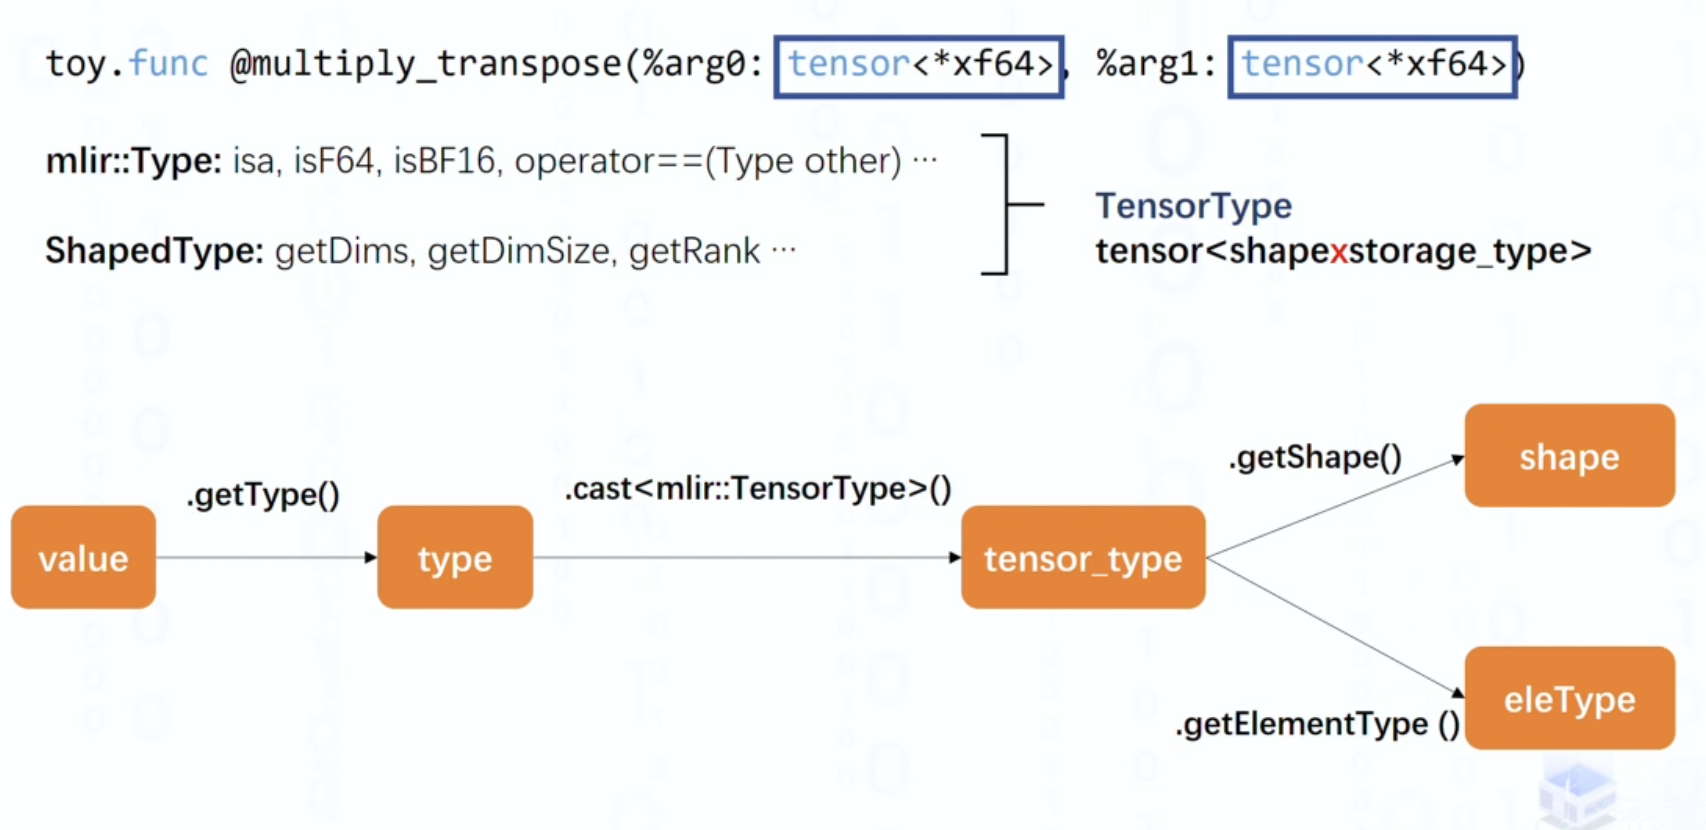 toy.func @multiply_transpose(%arg0: tensor<*xf64>, %arg1: tensor<*xf64>)
mlir::Type: isa, isF64, isBF16, operator==(Type other) ···
ShapedType: getDims, getDimSize, getRank ···
TensorType
tensor<shapexstorage_type>
value
.getType()
type
.cast<mlir::TensorType>()
tensor_type
.getShape()
shape
.getElementType ()
eleType